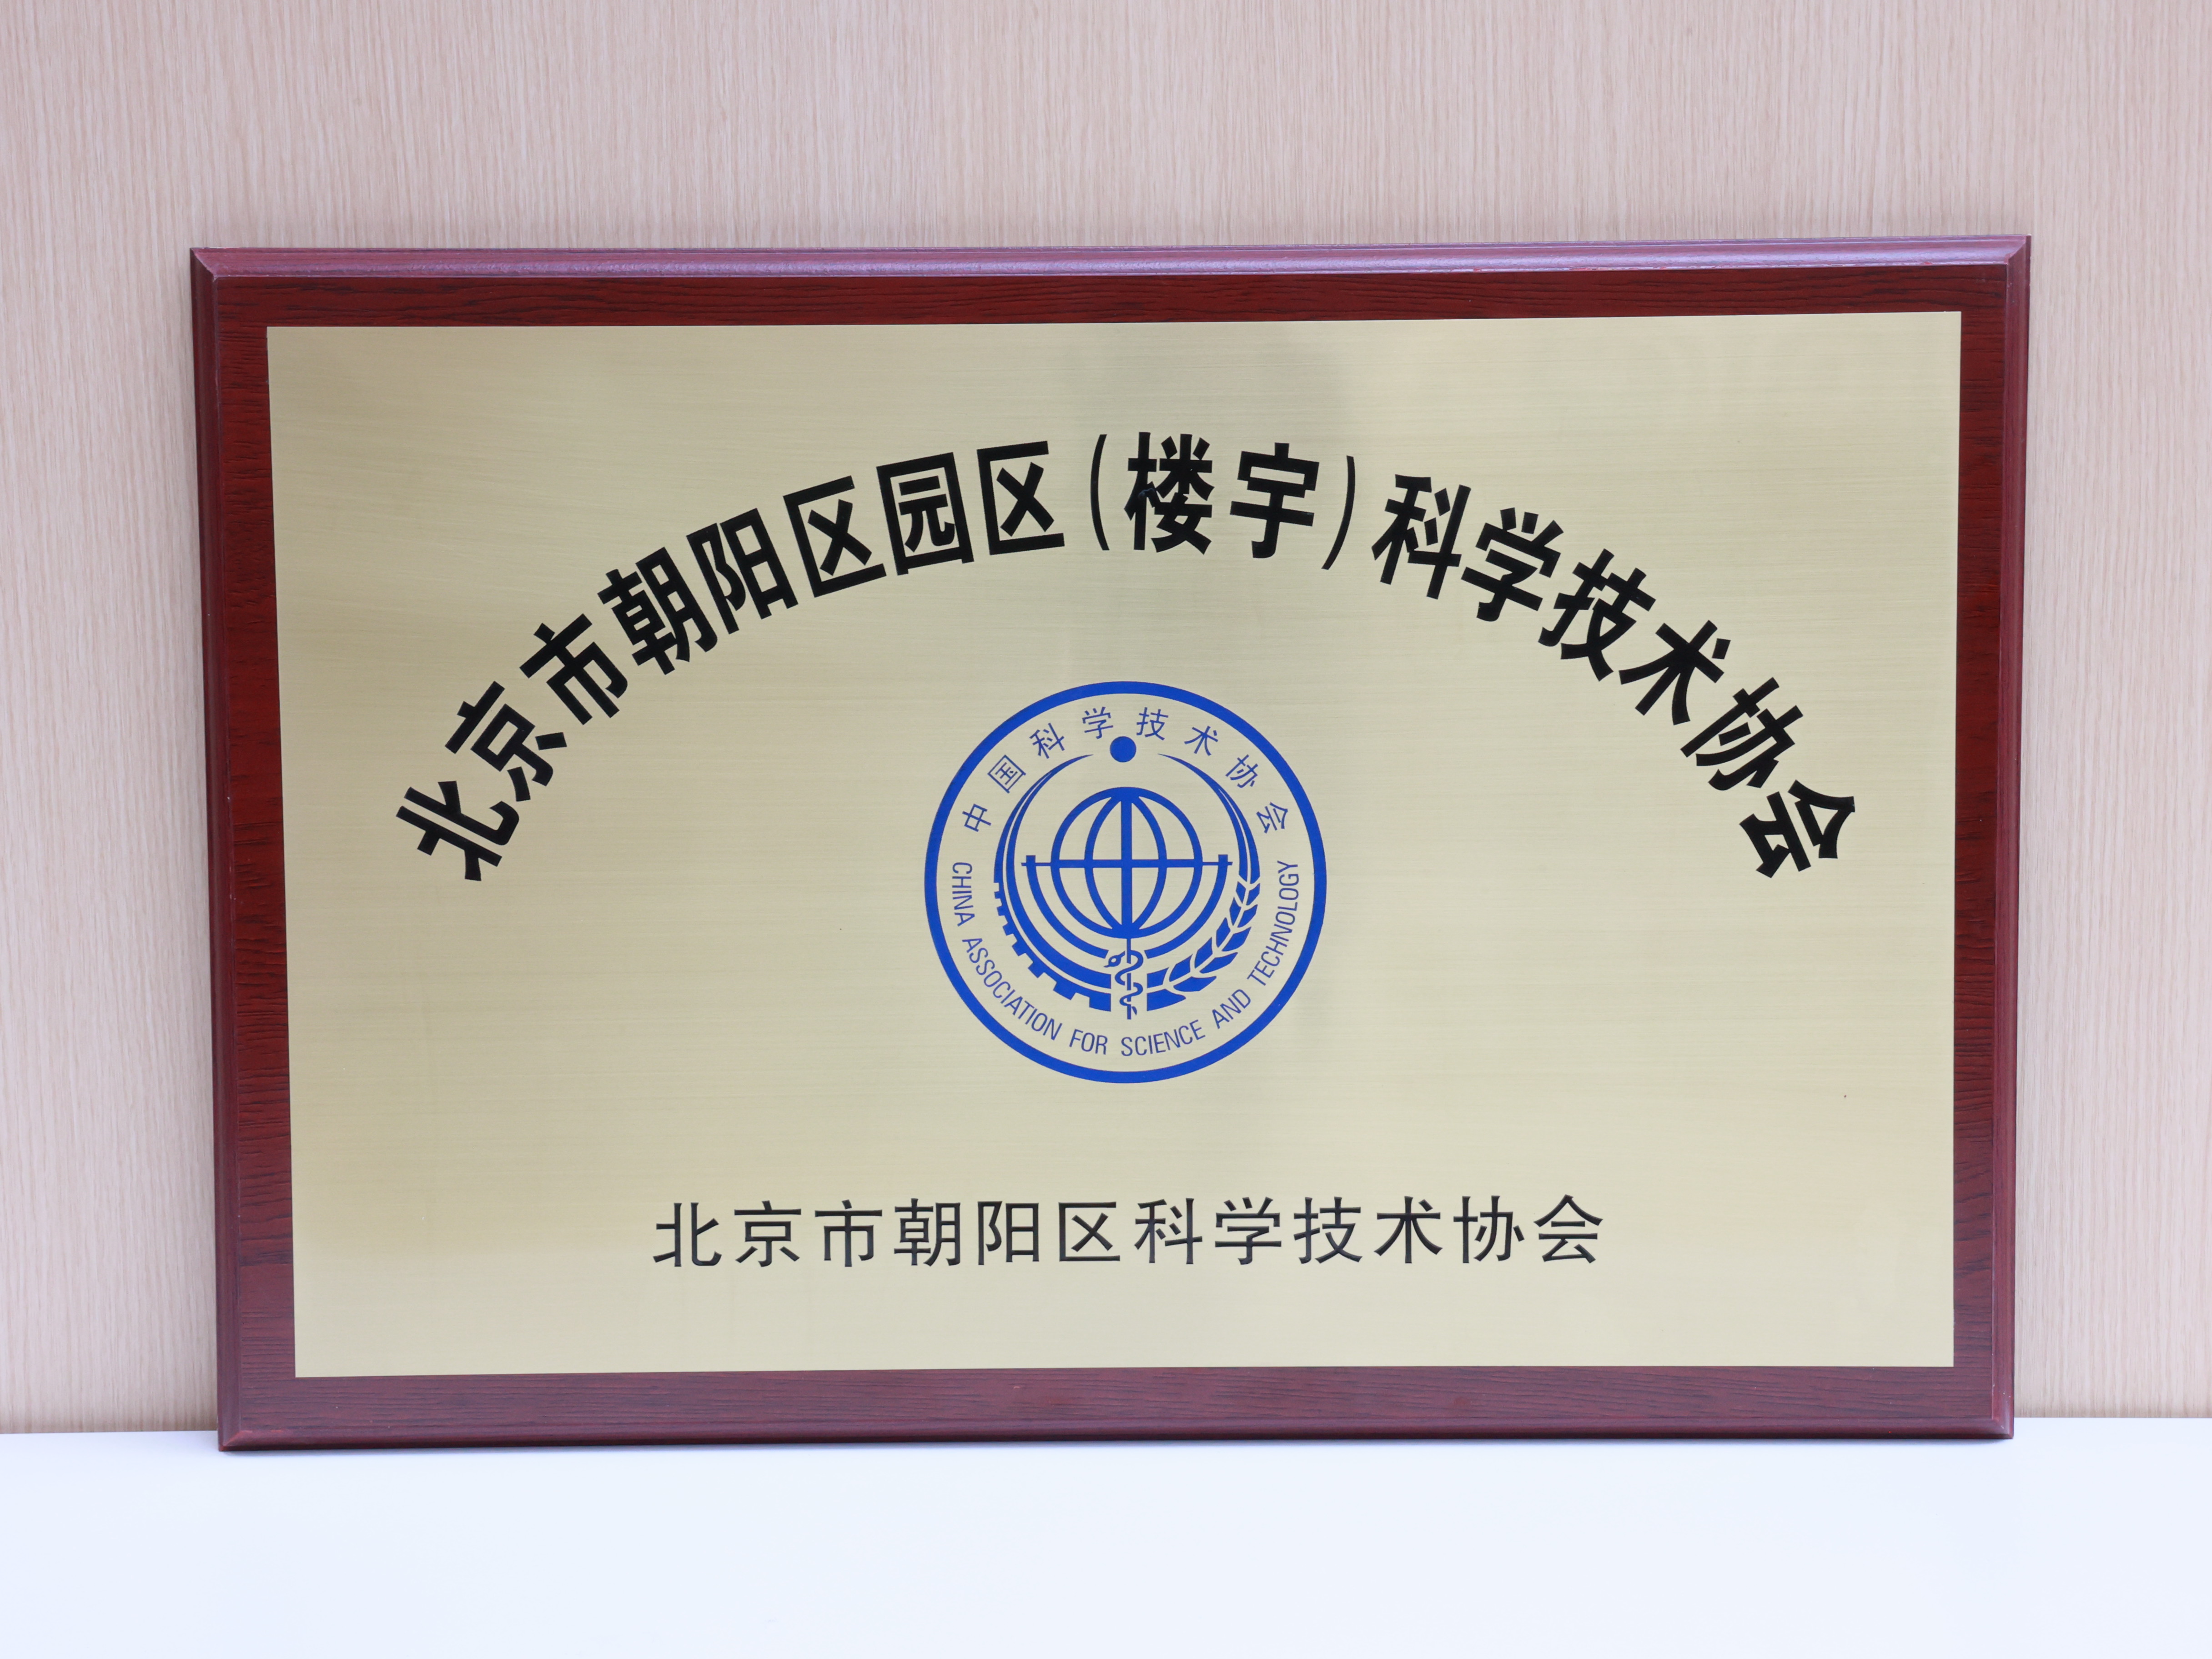 北京市朝阳区园区(楼宇)科学技术协会
中国科学技术协会
CHINA ASSOCIATION FOR SCIENCE AND TECHNOLOGY
北京市朝阳区科学技术协会